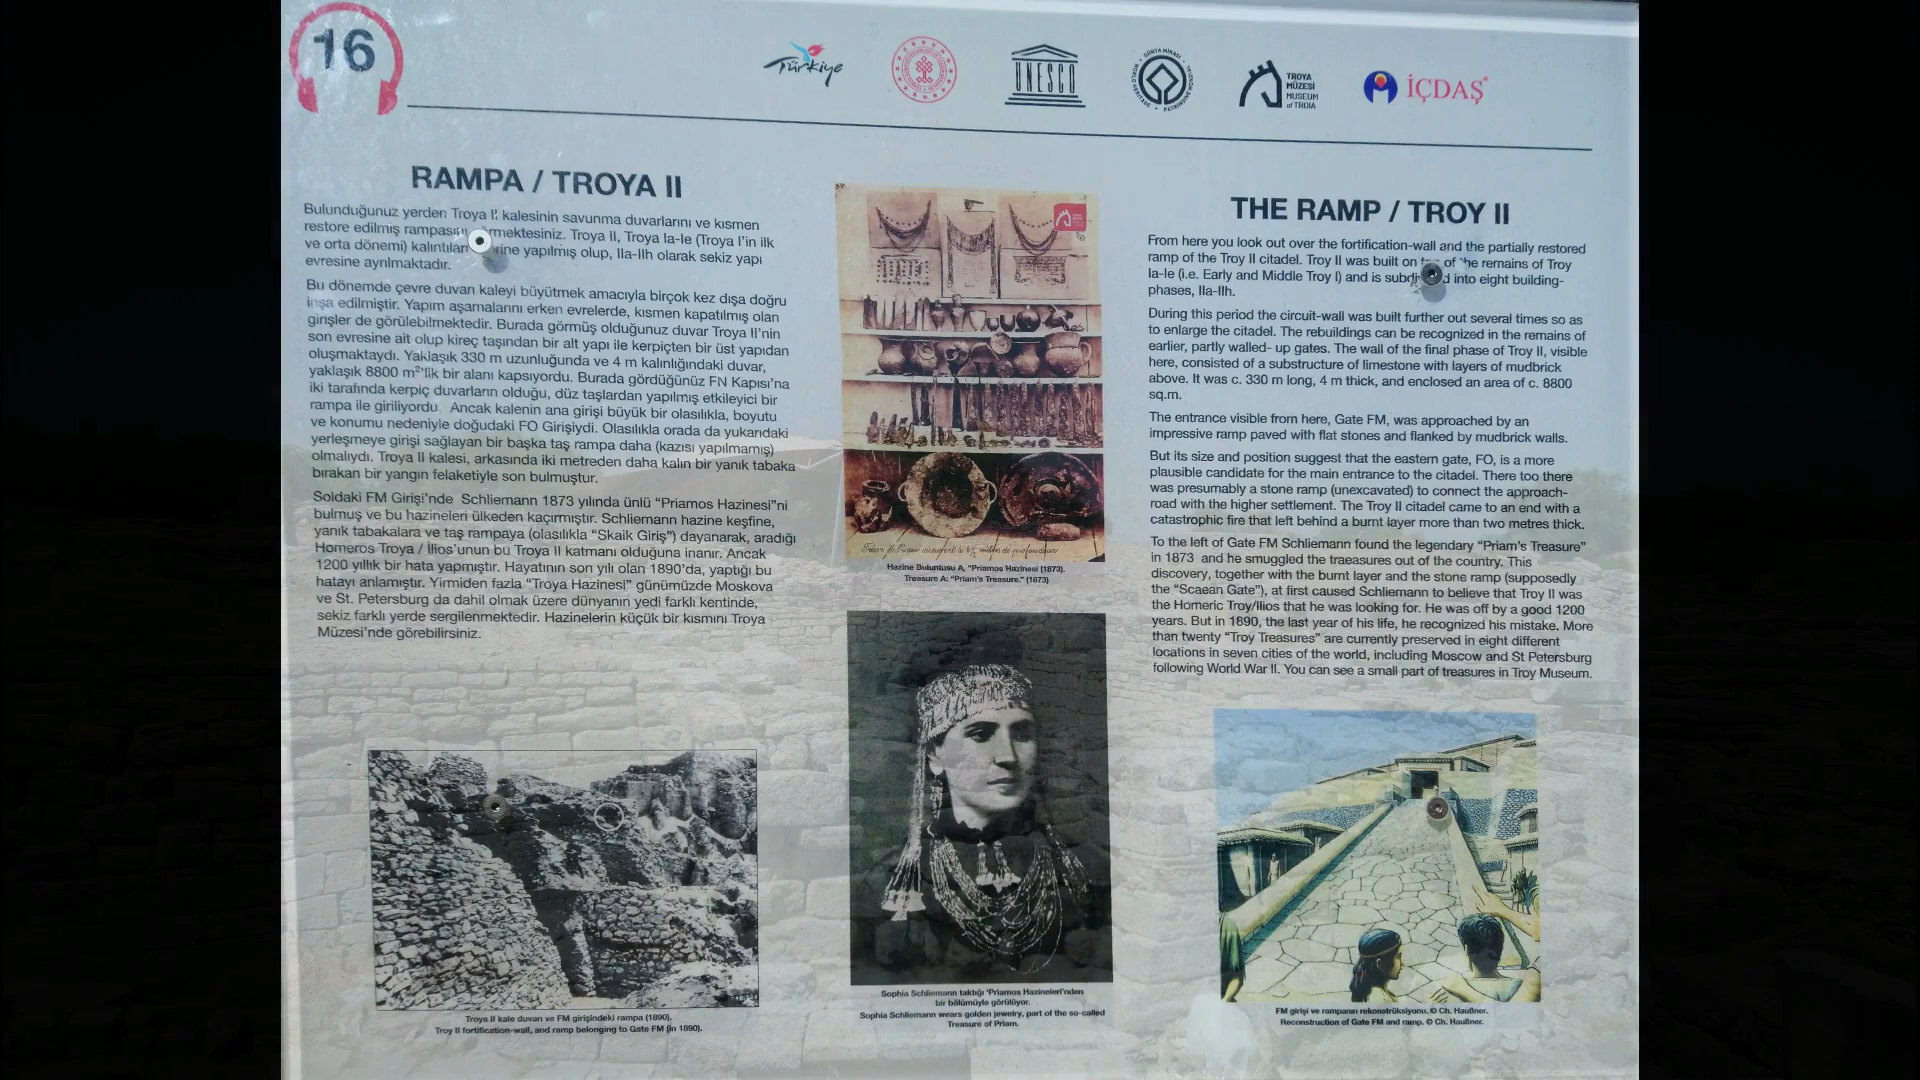 16
Türkiye
UNESCO
DÜNYA MİRASI
WORLD HERITAGE
PATRIMOINE MONDIAL
TROYA
MÜZESİ
MUSEUM
of TROIA
İÇDAŞ
RAMPA / TROYA II
Bulunduğunuz yerden Troya II kalesinin savunma duvarlarını ve kısmen
restore edilmiş rampasını görmektesiniz. Troya II, Troya Ia-Ie (Troya I'in ilk
ve orta dönemi) kalıntıları üzerine yapılmış olup, IIa-IIh olarak sekiz yapı
evresine ayrılmaktadır.
Bu dönemde çevre duvarı kaleyi büyütmek amacıyla birçok kez dışa doğru
inşa edilmiştir. Yapım aşamalarını erken evrelerde, kısmen kapatılmış olan
girişler de görülebilmektedir. Burada görmüş olduğunuz duvar Troya II'nin
son evresine ait olup kireç taşından bir alt yapı ile kerpiçten bir üst yapıdan
oluşmaktaydı. Yaklaşık 330 m uzunluğunda ve 4 m kalınlığındaki duvar,
yaklaşık 8800 m²'lik bir alanı kapsıyordu. Burada gördüğünüz FN Kapısı'na
iki tarafında kerpiç duvarların olduğu, düz taşlardan yapılmış etkileyici bir
rampa ile giriliyordu. Ancak kalenin ana girişi büyük bir olasılıkla, boyutu
ve konumu nedeniyle doğudaki FO Girişiydi. Olasılıkla orada da yukarıdaki
yerleşmeye girişi sağlayan bir başka taş rampa daha (kazısı yapılmamış)
olmalıydı. Troya II kalesi, arkasında iki metreden daha kalın bir yanık tabaka
bırakan bir yangın felaketiyle son bulmuştur.
Soldaki FM Girişi'nde Schliemann 1873 yılında ünlü "Priamos Hazinesi"ni
bulmuş ve bu hazineleri ülkeden kaçırmıştır. Schliemann hazine keşfine,
yanık tabakalara ve taş rampaya (olasılıkla "Skaik Giriş") dayanarak, aradığı
Homeros Troya / İlios'unun bu Troya II katmanı olduğuna inanır. Ancak
1200 yıllık bir hata yapmıştır. Hayatının son yılı olan 1890'da, yaptığı bu
hatayı anlamıştır. Yirmiden fazla "Troya Hazinesi" günümüzde Moskova
ve St. Petersburg da dahil olmak üzere dünyanın yedi farklı kentinde,
sekiz farklı yerde sergilenmektedir. Hazinelerin küçük bir kısmını Troya
Müzesi'nde görebilirsiniz.
Troya II kale duvarı ve FM girişindeki rampa (1890).
Troy II fortification-wall, and ramp belonging to Gate FM (in 1890).
Hazine Buluntusu A, "Priamos Hazinesi (1873).
Treasure A: "Priam's Treasure." (1873)
Sophia Schliemann taktığı 'Priamos Hazineleri'nden
bir bölümüyle görülüyor.
Sophia Schliemann wears golden jewelry, part of the so-called
Treasure of Priam.
THE RAMP / TROY II
From here you look out over the fortification-wall and the partially restored
ramp of the Troy II citadel. Troy II was built on top of the remains of Troy
Ia-Ie (i.e. Early and Middle Troy I) and is subdivided into eight building-
phases, IIa-IIh.
During this period the circuit-wall was built further out several times so as
to enlarge the citadel. The rebuildings can be recognized in the remains of
earlier, partly walled- up gates. The wall of the final phase of Troy II, visible
here, consisted of a substructure of limestone with layers of mudbrick
above. It was c. 330 m long, 4 m thick, and enclosed an area of c. 8800
sq.m.
The entrance visible from here, Gate FM, was approached by an
impressive ramp paved with flat stones and flanked by mudbrick walls.
But its size and position suggest that the eastern gate, FO, is a more
plausible candidate for the main entrance to the citadel. There too there
was presumably a stone ramp (unexcavated) to connect the approach-
road with the higher settlement. The Troy II citadel came to an end with a
catastrophic fire that left behind a burnt layer more than two metres thick.
To the left of Gate FM Schliemann found the legendary "Priam's Treasure"
in 1873 and he smuggled the traeasures out of the country. This
discovery, together with the burnt layer and the stone ramp (supposedly
the "Scaean Gate"), at first caused Schliemann to believe that Troy II was
the Homeric Troy/Ilios that he was looking for. He was off by a good 1200
years. But in 1890, the last year of his life, he recognized his mistake. More
than twenty "Troy Treasures" are currently preserved in eight different
locations in seven cities of the world, including Moscow and St Petersburg
following World War II. You can see a small part of treasures in Troy Museum.
FM girişi ve rampanın rekonstrüksiyonu. © Ch. Haußner.
Reconstruction of Gate FM and ramp. © Ch. Haußner.